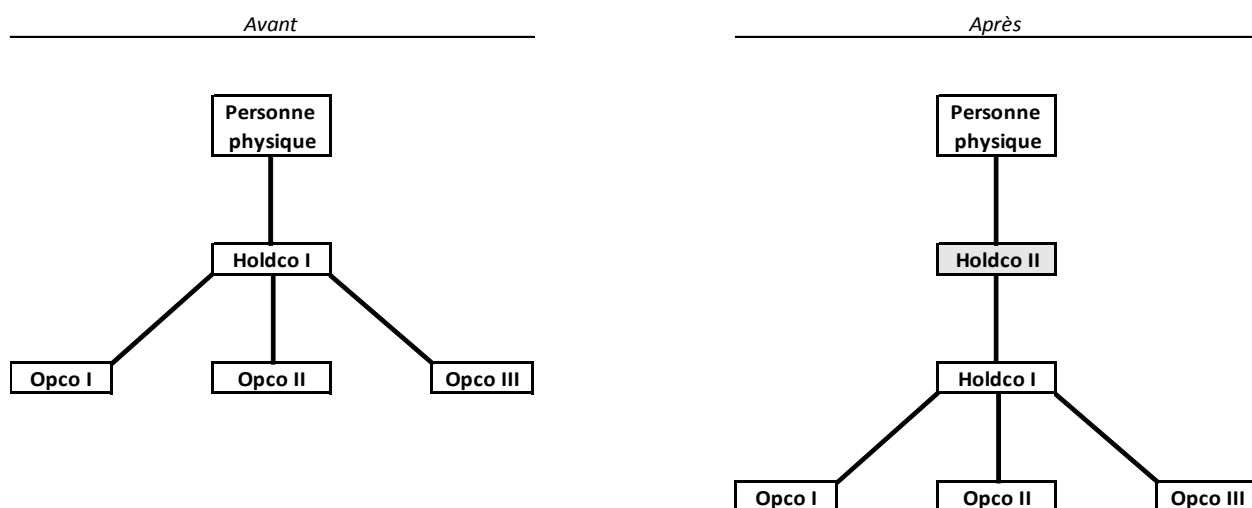 Avant
Personne
physique
Holdco I
Opco I
Opco II
Opco III
Après
Personne
physique
Holdco II
Holdco I
Opco I
Opco II
Opco III